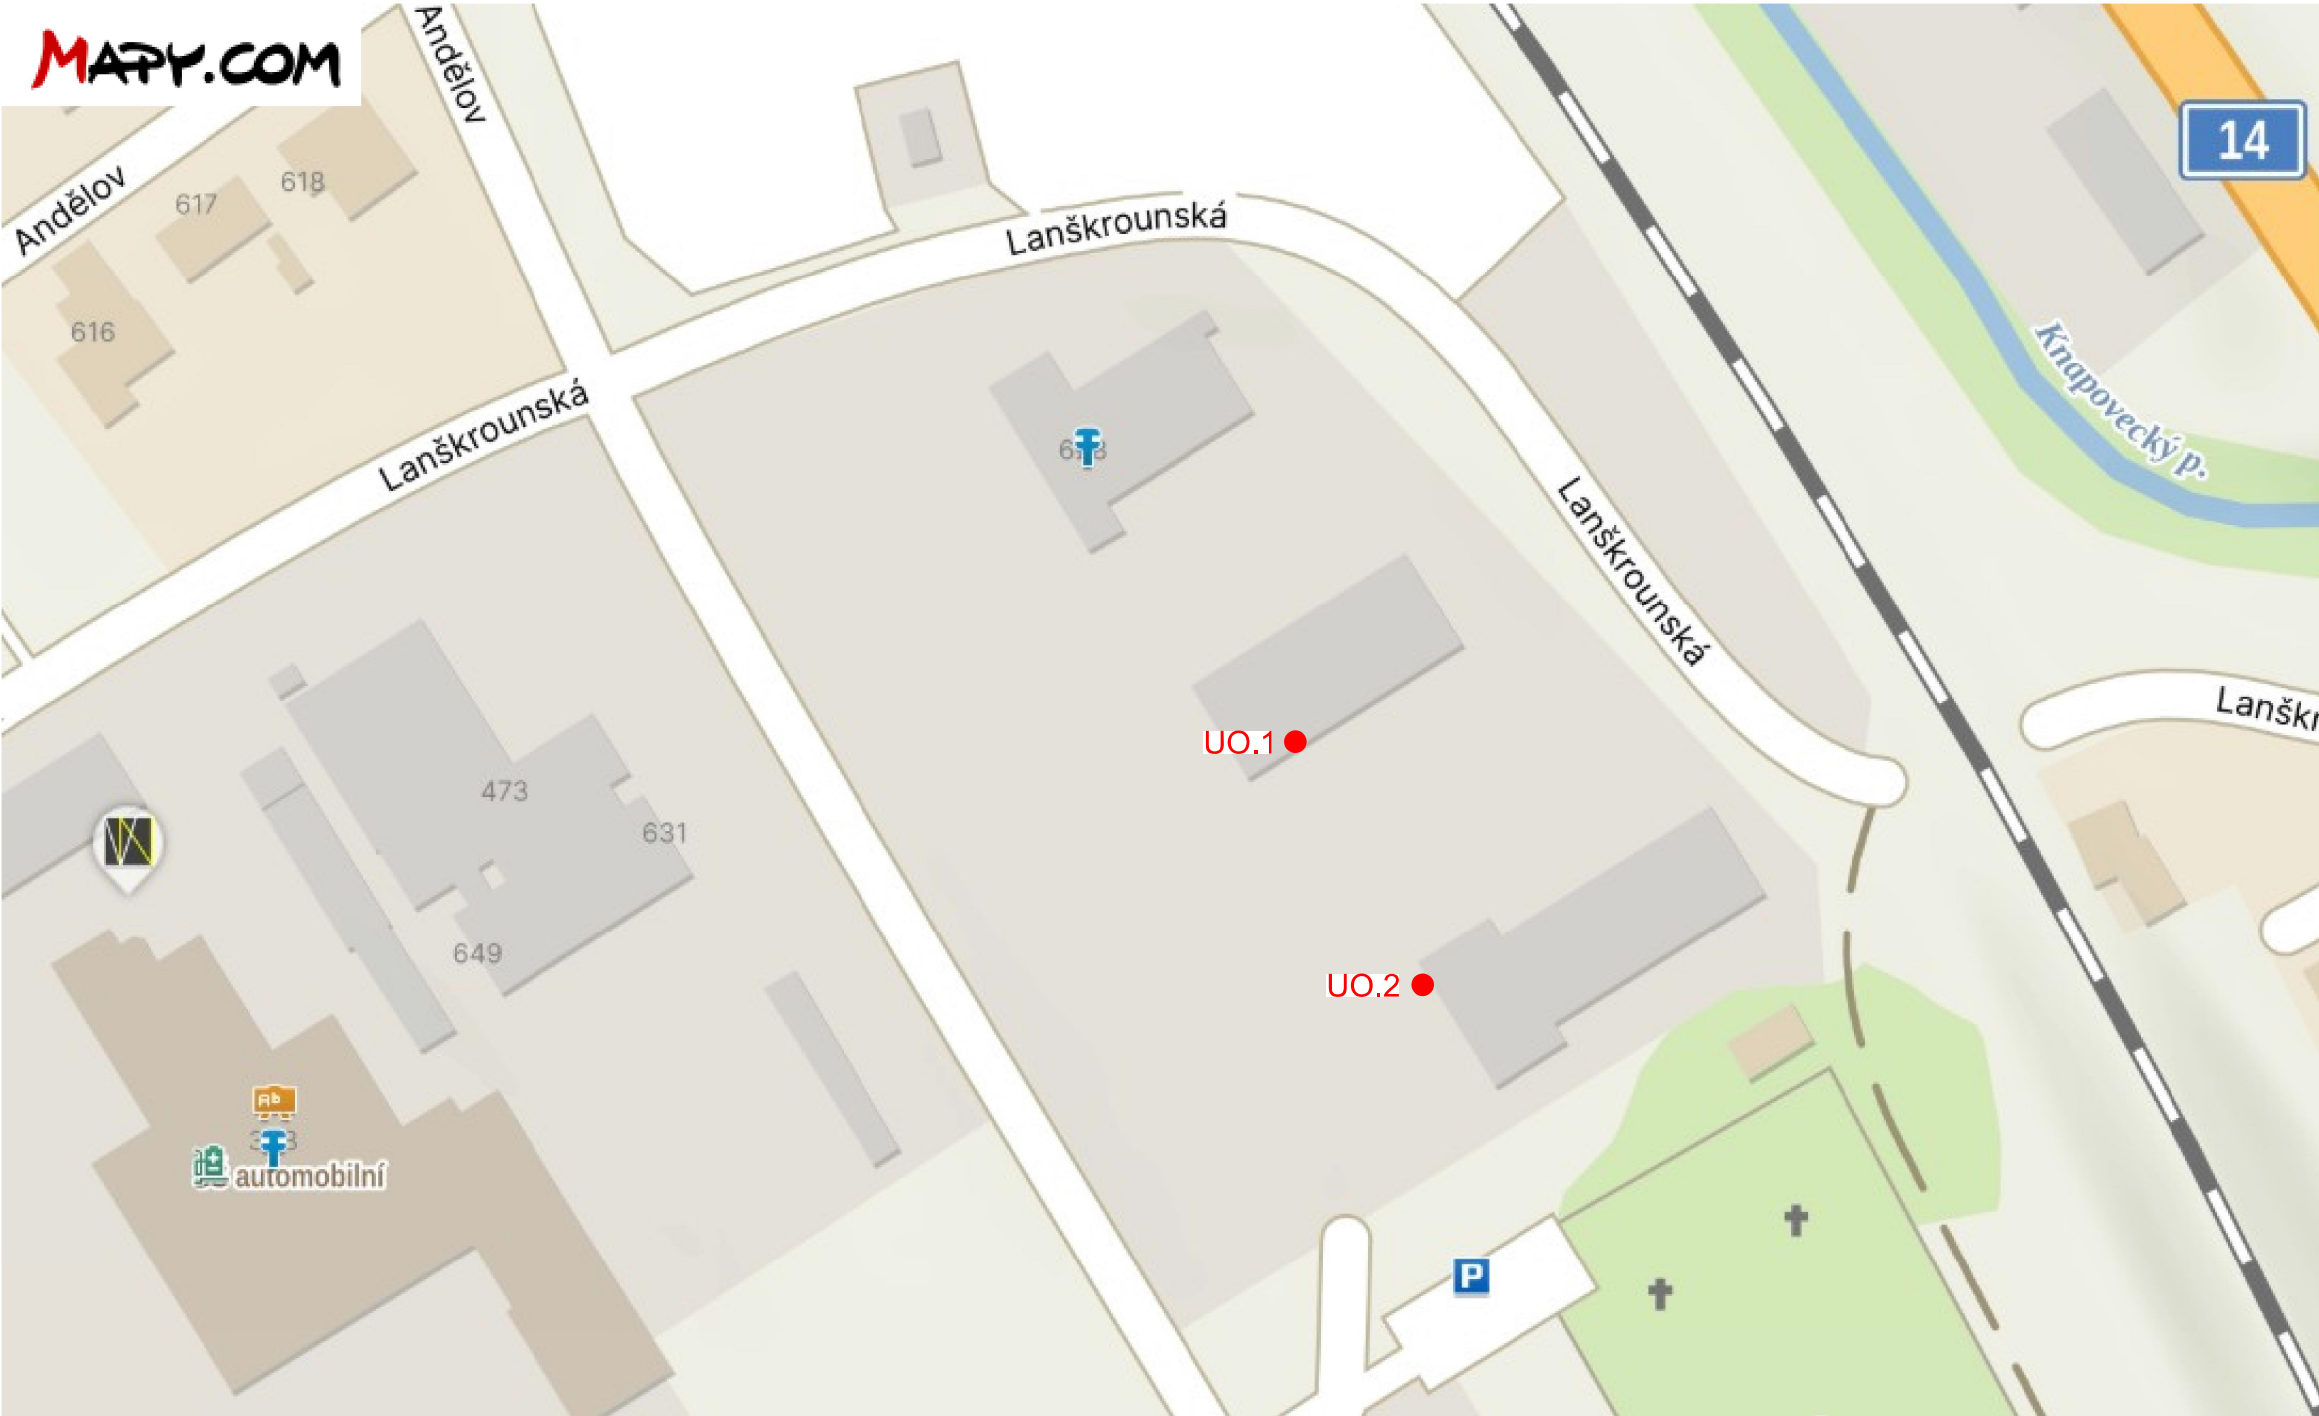 MAPY.COM
Andělov
14
Andělov
618
617
Lanškrounská
616
Knapovecký p.
Lanškrounská
Lanškrounská
Lanškr
UO.1
473
631
649
UO.2
Ab
automobilní
P